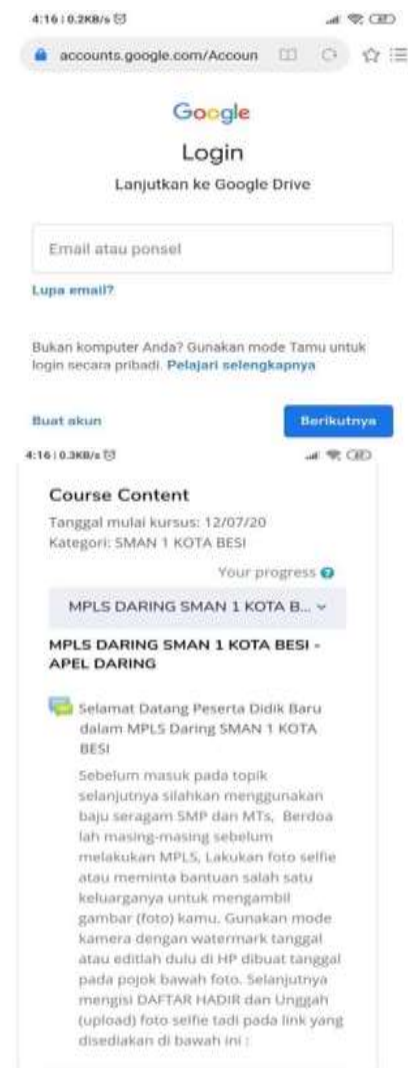 4:16 | 0.2KB/s
accounts.google.com/Accoun
Google
Login
Lanjutkan ke Google Drive
Email atau ponsel
Lupa email?
Bukan komputer Anda? Gunakan mode Tamu untuk
login secara pribadi. Pelajari selengkapnya
Buat akun
Berikutnya
4:16 | 0.3KB/s
Course Content
Tanggal mulai kursus: 12/07/20
Kategori: SMAN 1 KOTA BESI
Your progress
MPLS DARING SMAN 1 KOTA B...
MPLS DARING SMAN 1 KOTA BESI -
APEL DARING
Selamat Datang Peserta Didik Baru
dalam MPLS Daring SMAN 1 KOTA
BESI
Sebelum masuk pada topik
selanjutnya silahkan menggunakan
baju seragam SMP dan MTs, Berdoa
lah masing-masing sebelum
melakukan MPLS, Lakukan foto selfie
atau meminta bantuan salah satu
keluarganya untuk mengambil
gambar (foto) kamu. Gunakan mode
kamera dengan watermark tanggal
atau editlah dulu di HP dibuat tanggal
pada pojok bawah foto. Selanjutnya
mengisi DAFTAR HADIR dan Unggah
(upload) foto selfie tadi pada link yang
disediakan di bawah ini :